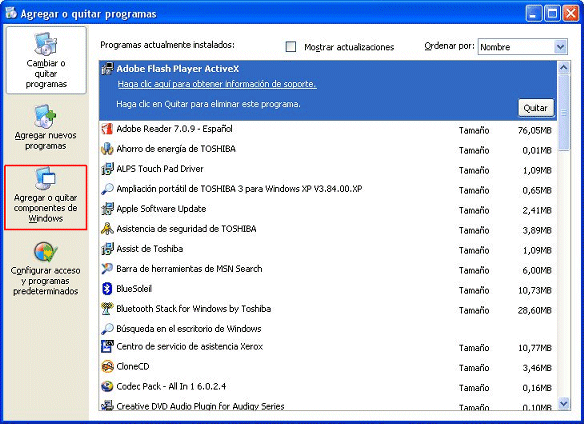 Agregar o quitar programas
Cambiar o
quitar
programas
Agregar nuevos
programas
Agregar o quitar
componentes de
Windows
Configurar acceso
y programas
predeterminados
Programas actualmente instalados: Mostrar actualizaciones Ordenar por: Nombre
Adobe Flash Player ActiveX
Haga clic aquí para obtener información de soporte.
Haga clic en Quitar para eliminar este programa. Quitar
Adobe Reader 7.0.9 - Español Tamaño 76,05MB
Ahorro de energía de TOSHIBA Tamaño 0,01MB
ALPS Touch Pad Driver Tamaño 1,09MB
Ampliación portátil de TOSHIBA 3 para Windows XP V3.84.00.XP Tamaño 0,65MB
Apple Software Update Tamaño 2,41MB
Asistencia de seguridad de TOSHIBA Tamaño 3,89MB
Assist de Toshiba Tamaño 1,09MB
Barra de herramientas de MSN Search Tamaño 6,00MB
BlueSoleil Tamaño 10,73MB
Bluetooth Stack for Windows by Toshiba Tamaño 28,60MB
Búsqueda en el escritorio de Windows
Centro de servicio de asistencia Xerox Tamaño 10,77MB
CloneCD Tamaño 3,46MB
Codec Pack - All In 1 6.0.2.4 Tamaño 0,16MB
Creative DVD Audio Plugin for Audigy Series Tamaño 0,10MB